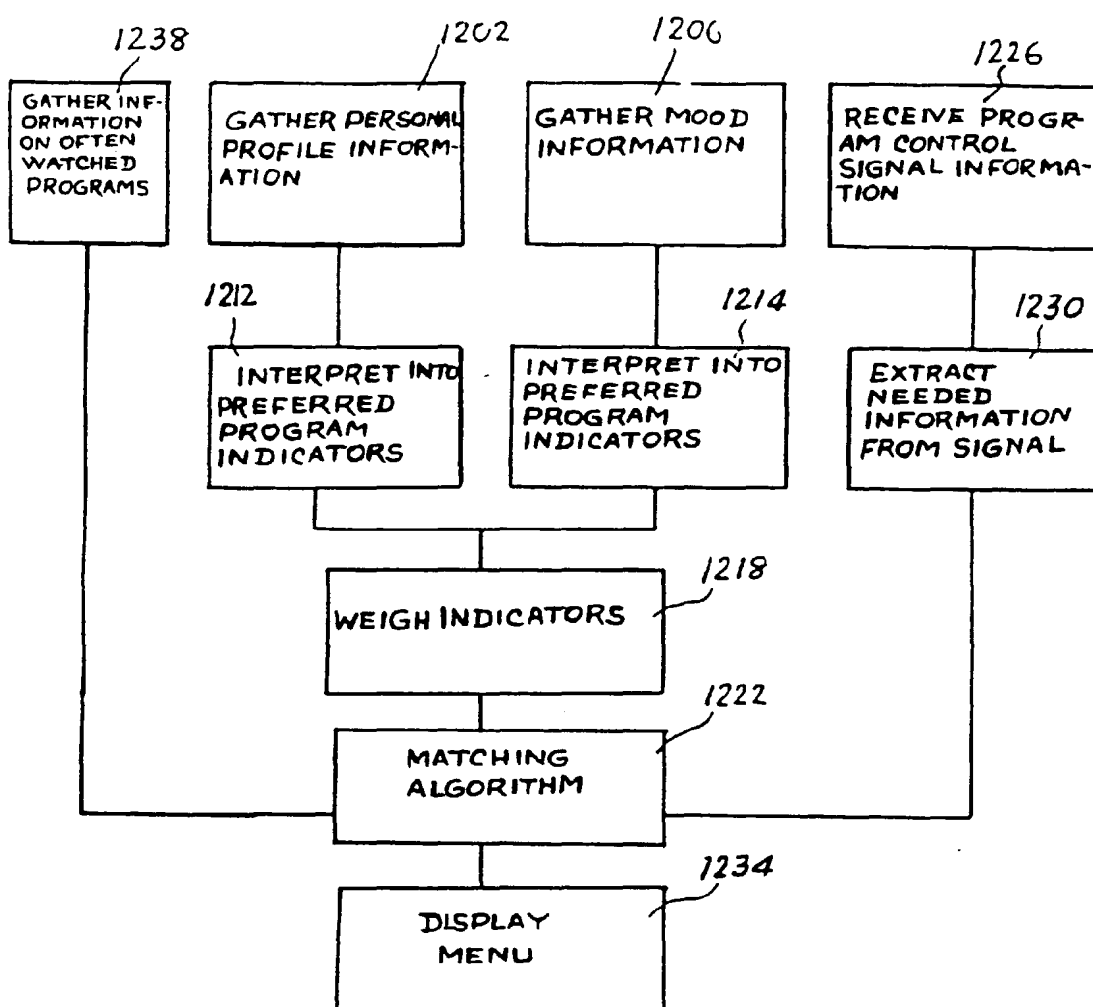 1238
1202
1200
1226
GATHER INF-
ORMATION
ON OFTEN
WATCHED
PROGRAMS
GATHER PERSONAL
PROFILE INFORM-
ATION
GATHER MOOD
INFORMATION
RECEIVE PROGR-
AM CONTROL
SIGNAL INFORMA-
TION
1212
1214
1230
INTERPRET INTO
PREFERRED
PROGRAM
INDICATORS
INTERPRET INTO
PREFERRED
PROGRAM
INDICATORS
EXTRACT
NEEDED
INFORMATION
FROM SIGNAL
1218
WEIGH INDICATORS
1222
MATCHING
ALGORITHM
1234
DISPLAY
MENU